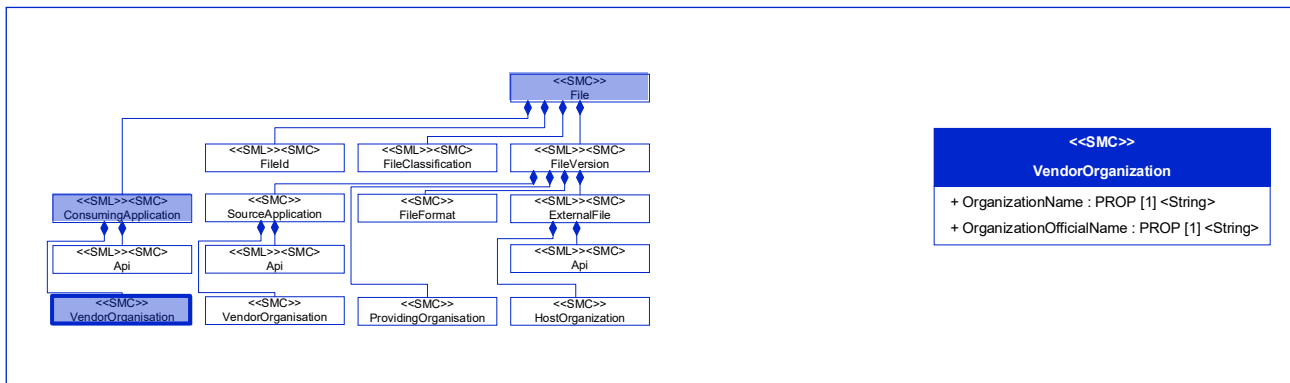 <<SMC>>
File
<<SML>><<SMC>
FileId
<<SML>><<SMC>
FileClassification
<<SML>><<SMC>
FileVersion
<<SML>><<SMC>
ConsumingApplication
<<SMC>>
SourceApplication
<<SMC>>
FileFormat
<<SML>><<SMC>
ExternalFile
<<SML>><<SMC>
Api
<<SML>><<SMC>
Api
<<SML>><<SMC>
Api
<<SMC>>
VendorOrganisation
<<SMC>>
VendorOrganisation
<<SMC>>
ProvidingOrganisation
<<SMC>>
HostOrganization
<<SMC>>
VendorOrganization
+ OrganizationName : PROP [1] <String>
+ OrganizationOfficialName : PROP [1] <String>